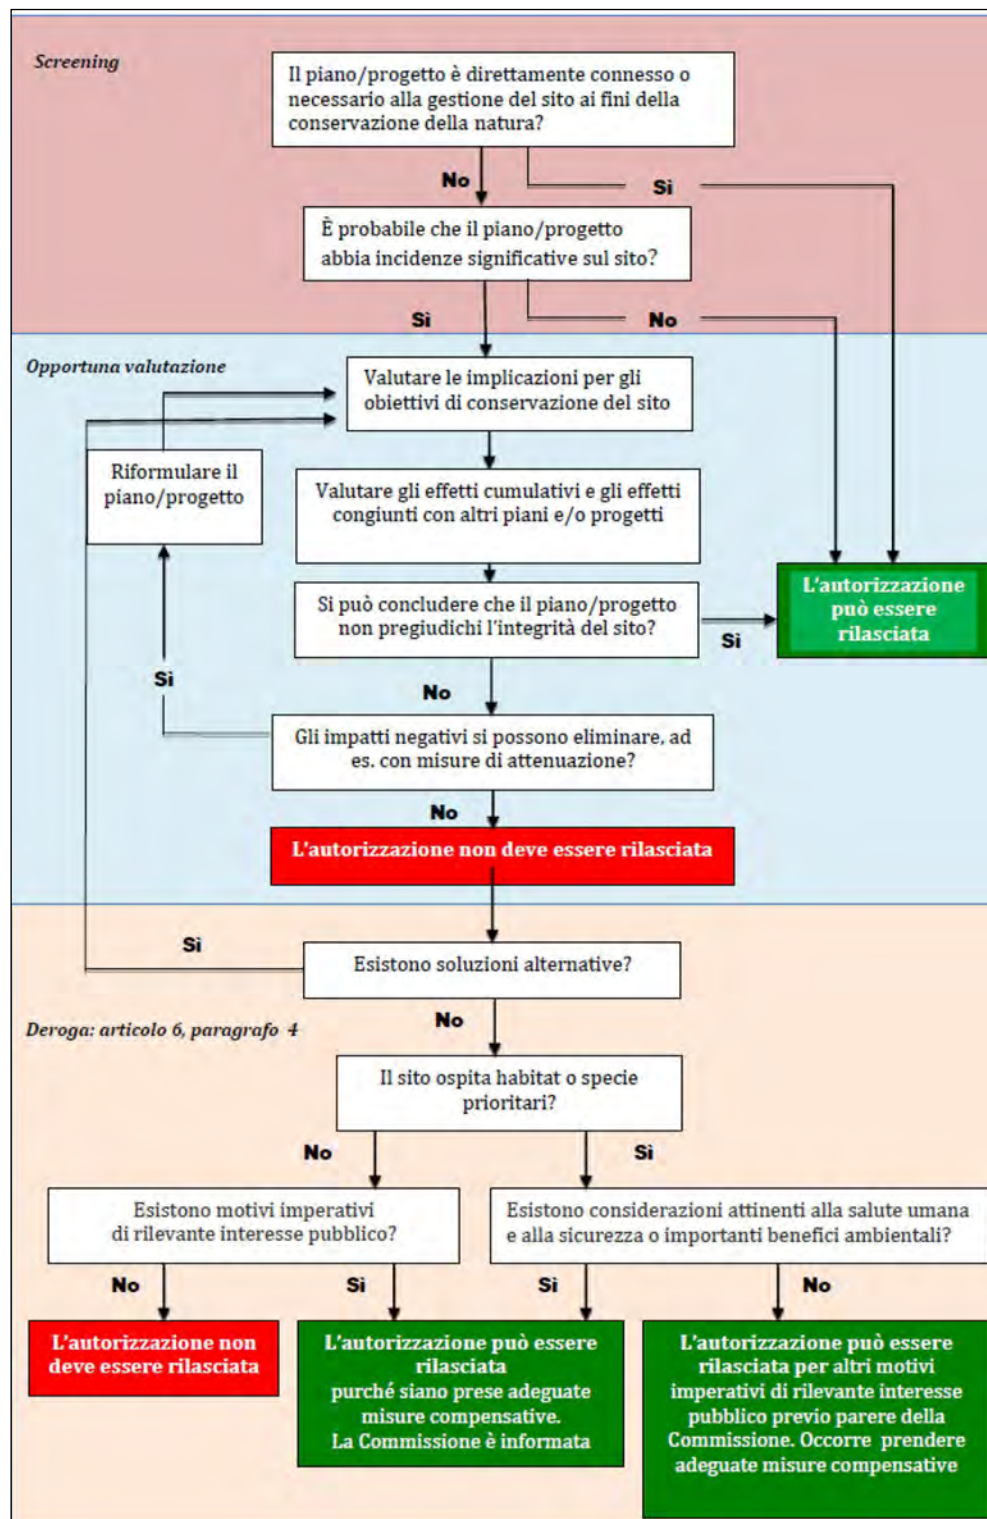 Screening
Il piano/progetto è direttamente connesso o
necessario alla gestione del sito ai fini della
conservazione della natura?
No
Sì
È probabile che il piano/progetto
abbia incidenze significative sul sito?
Sì
No
Opportuna valutazione
Valutare le implicazioni per gli
obiettivi di conservazione del sito
Riformulare il
piano/progetto
Valutare gli effetti cumulativi e gli effetti
congiunti con altri piani e/o progetti
L'autorizzazione
può essere
rilasciata
Si può concludere che il piano/progetto
non pregiudichi l'integrità del sito?
Sì
Sì
No
Gli impatti negativi si possono eliminare, ad
es. con misure di attenuazione?
No
L'autorizzazione non deve essere rilasciata
Sì
Esistono soluzioni alternative?
No
Deroga: articolo 6, paragrafo 4
Il sito ospita habitat o specie
prioritari?
No
Sì
Esistono motivi imperativi
di rilevante interesse pubblico?
Esistono considerazioni attinenti alla salute umana
e alla sicurezza o importanti benefici ambientali?
No
Sì
Sì
No
L'autorizzazione non
deve essere rilasciata
L'autorizzazione può essere
rilasciata
purché siano prese adeguate
misure compensative.
La Commissione è informata
L'autorizzazione può essere
rilasciata per altri motivi
imperativi di rilevante interesse
pubblico previo parere della
Commissione. Occorre prendere
adeguate misure compensative